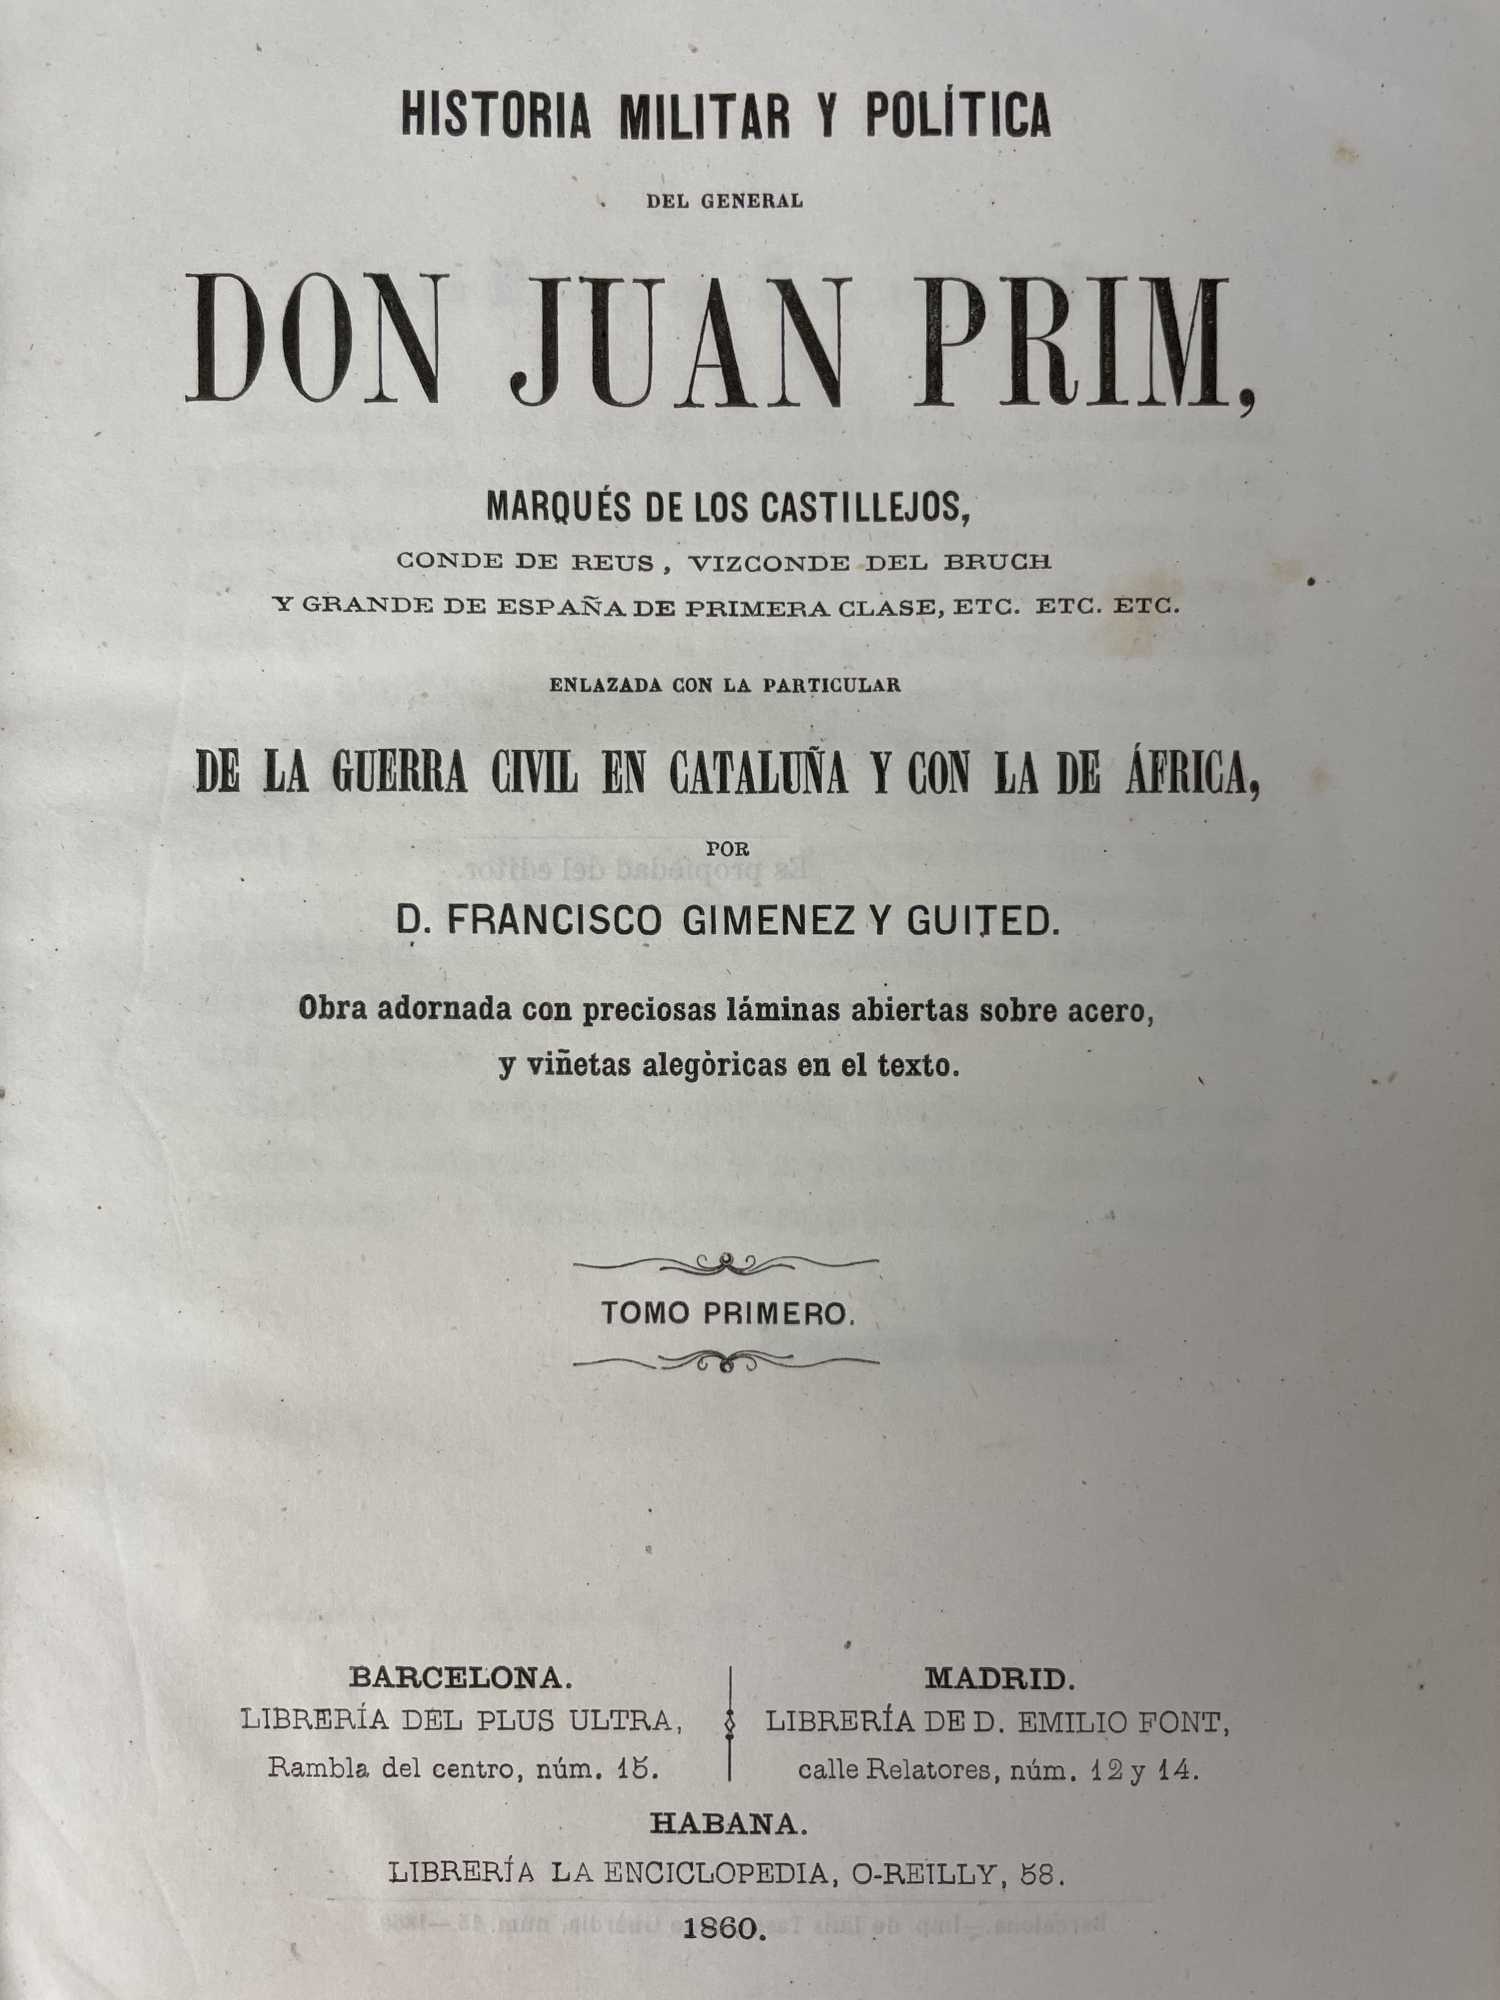 HISTORIA MILITAR Y POLÍTICA
DEL GENERAL
DON JUAN PRIM,
MARQUÉS DE LOS CASTILLEJOS,
CONDE DE REUS, VIZCONDE DEL BRUCH
Y GRANDE DE ESPAÑA DE PRIMERA CLASE, ETC. ETC. ETC.
ENLAZADA CON LA PARTICULAR
DE LA GUERRA CIVIL EN CATALUÑA Y CON LA DE ÁFRICA,
POR
Es propiedad del editor.
D. FRANCISCO GIMENEZ Y GUITED.
Obra adornada con preciosas láminas abiertas sobre acero,
y viñetas alegòricas en el texto.
TOMO PRIMERO.
BARCELONA.
LIBRERÍA DEL PLUS ULTRA,
Rambla del centro, núm. 15.
MADRID.
LIBRERÍA DE D. EMILIO FONT,
calle Relatores, núm. 12 y 14.
HABANA.
LIBRERÍA LA ENCICLOPEDIA, O-REILLY, 58.
1860.